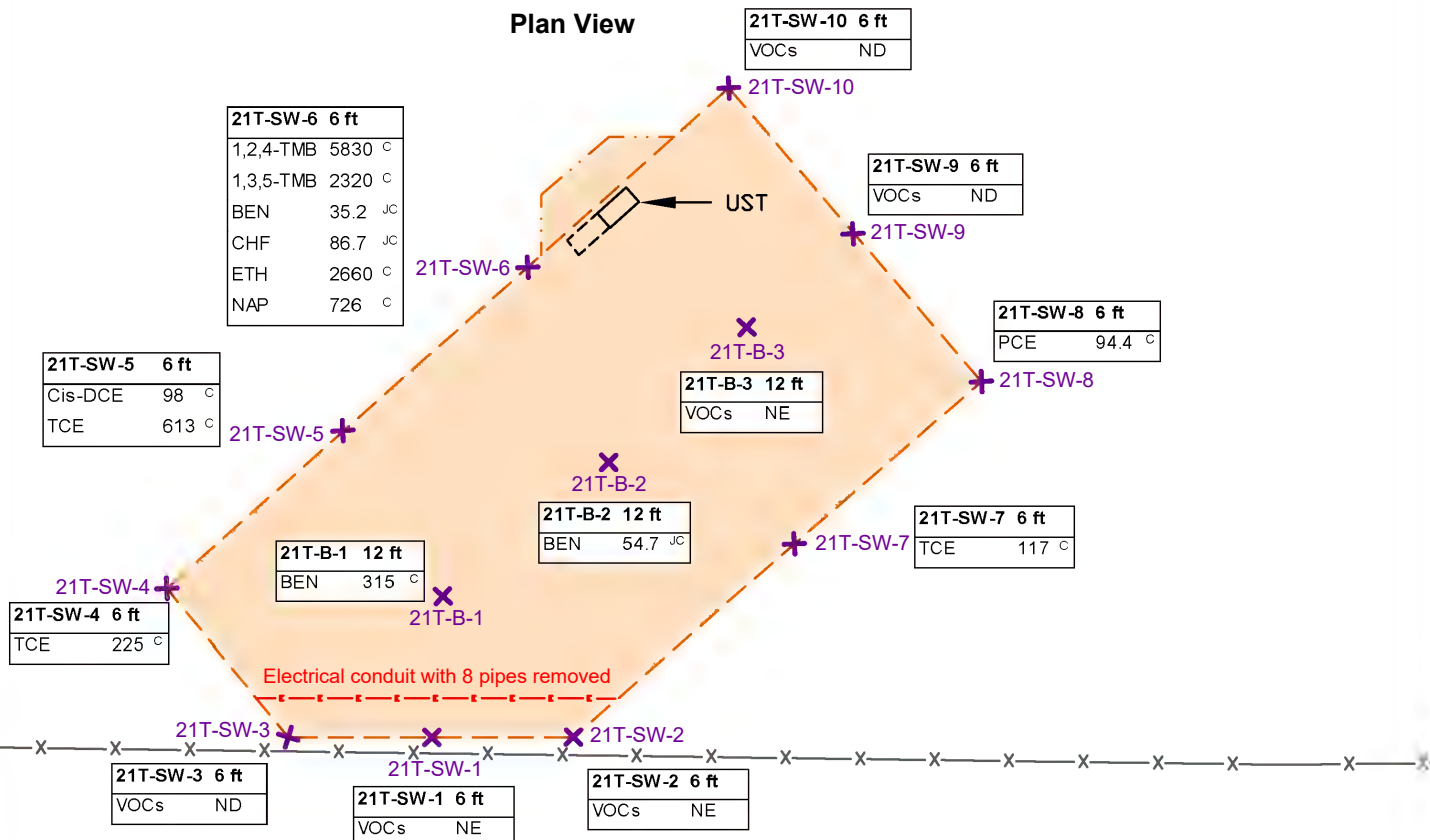 Plan View
21T-SW-10 6 ft
VOCs ND
21T-SW-10
21T-SW-6 6 ft
1,2,4-TMB 5830 C
1,3,5-TMB 2320 C
BEN 35.2 JC
CHF 86.7 JC
ETH 2660 C
NAP 726 C
21T-SW-9 6 ft
VOCs ND
UST
21T-SW-9
21T-SW-6
21T-SW-8 6 ft
PCE 94.4 C
21T-B-3
21T-SW-5 6 ft
Cis-DCE 98 C
TCE 613 C
21T-B-3 12 ft
VOCs NE
21T-SW-8
21T-SW-5
21T-B-2
21T-B-2 12 ft
BEN 54.7 JC
21T-SW-7 6 ft
TCE 117 C
21T-SW-7
21T-B-1 12 ft
BEN 315 C
21T-SW-4
21T-B-1
21T-SW-4 6 ft
TCE 225 C
Electrical conduit with 8 pipes removed
21T-SW-3
21T-SW-2
21T-SW-1
21T-SW-3 6 ft
VOCs ND
21T-SW-1 6 ft
VOCs NE
21T-SW-2 6 ft
VOCs NE